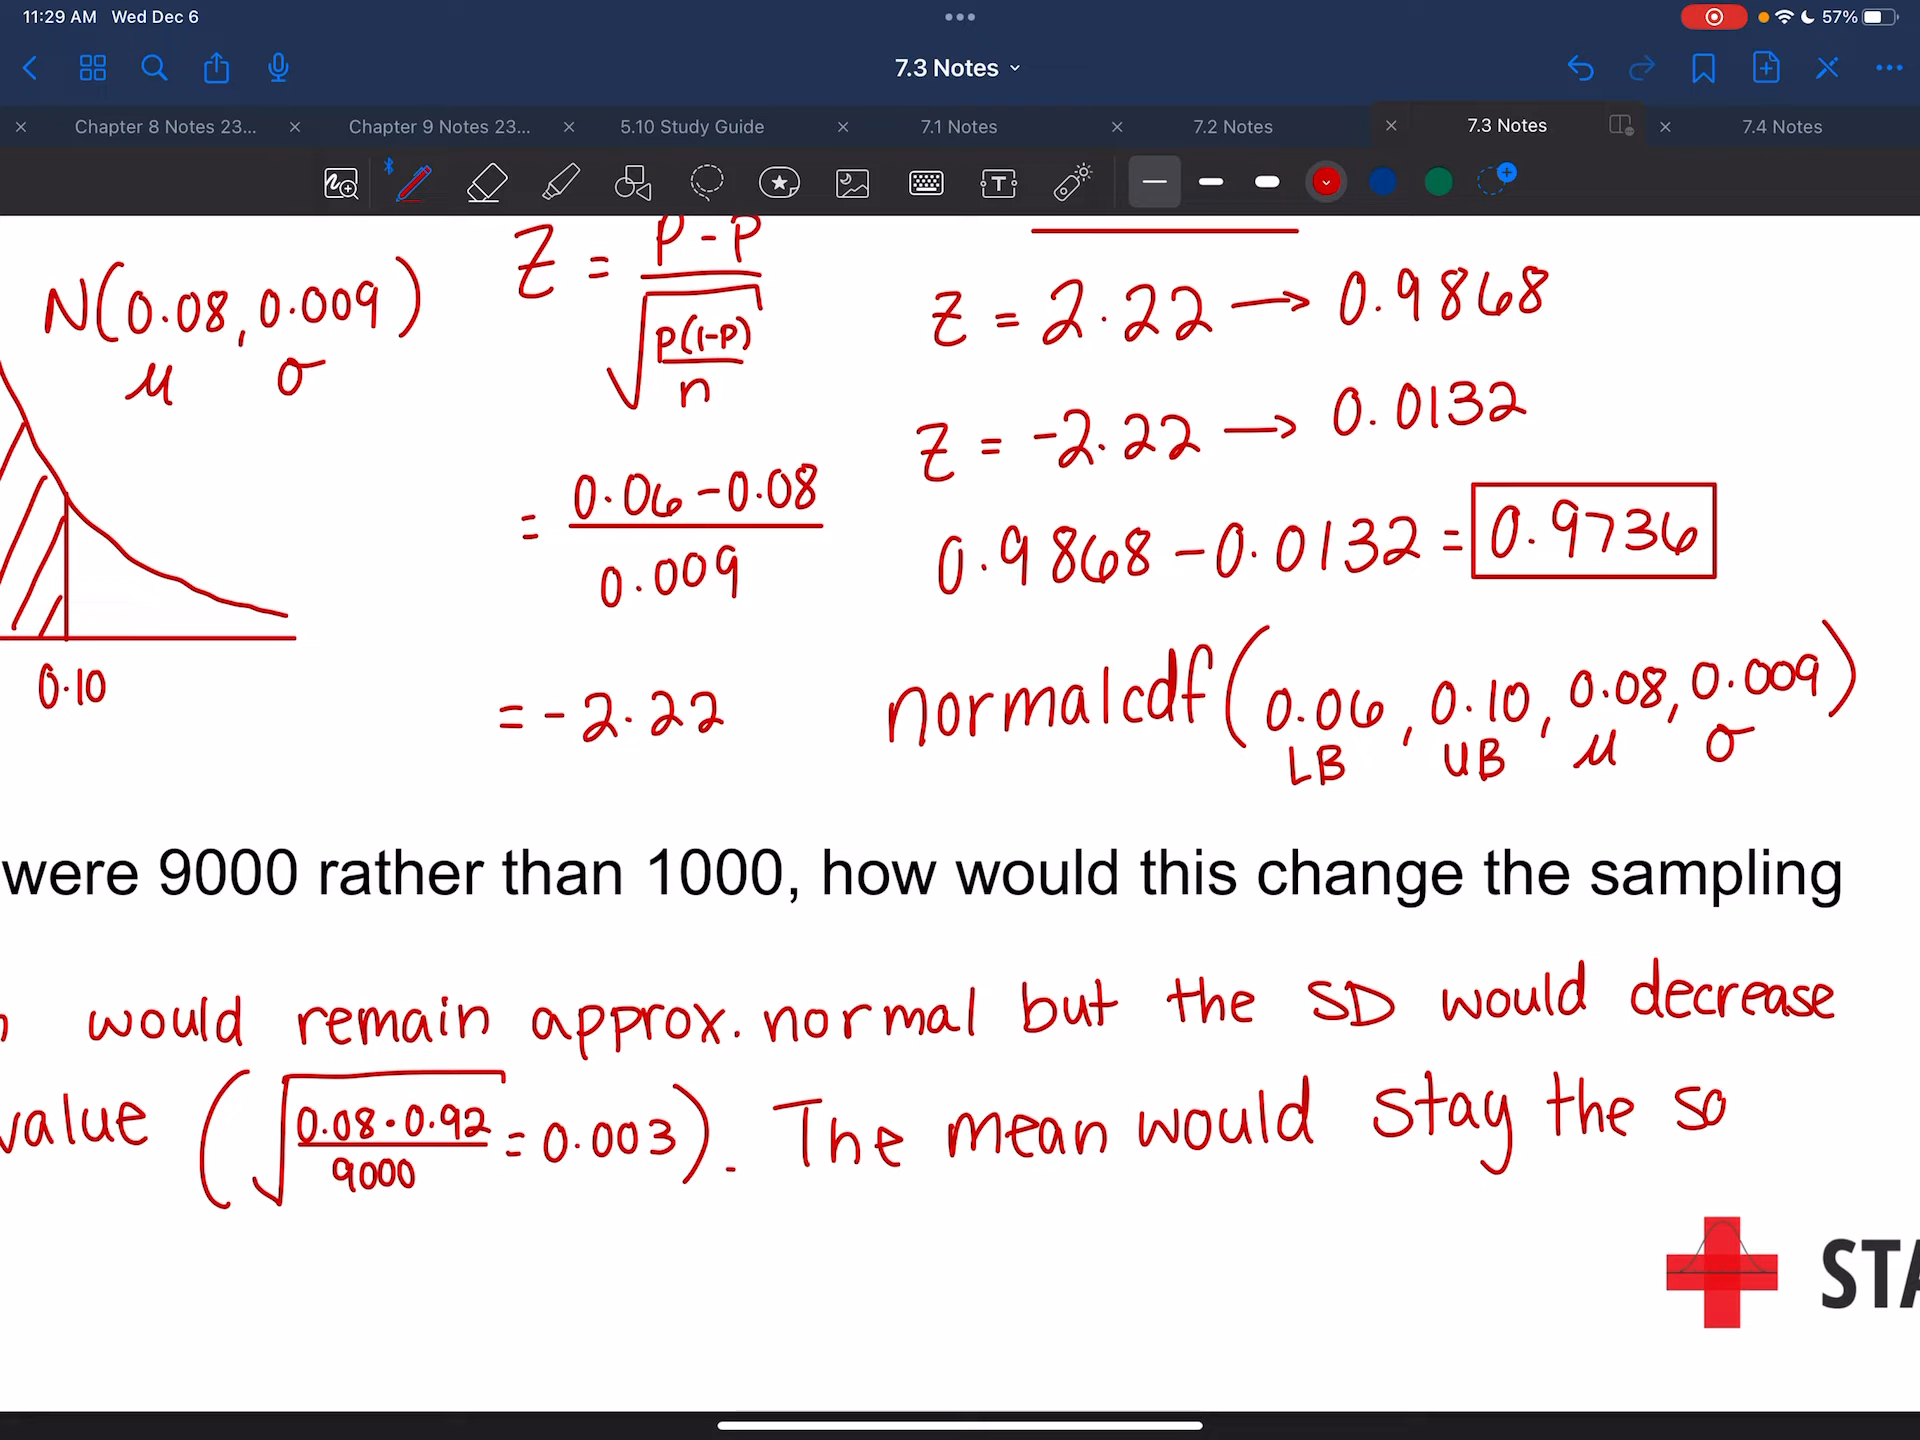 11:29 AM Wed Dec 6
57%
7.3 Notes
Chapter 8 Notes 23...
Chapter 9 Notes 23...
5.10 Study Guide
7.1 Notes
7.2 Notes
7.3 Notes
7.4 Notes
N(0.08, 0.009)
μ σ
0.10
Z = p-p / √(p(1-p)/n)
= 0.06-0.08 / 0.009
= -2.22
Z = 2.22 → 0.9868
Z = -2.22 → 0.0132
0.9868 - 0.0132 = 0.9736
normalcdf(0.06, 0.10, 0.08, 0.009)
LB UB μ σ
were 9000 rather than 1000, how would this change the sampling
would remain approx. normal but the SD would decrease
value (√(0.08·0.92/9000) = 0.003). The mean would stay the so
STA